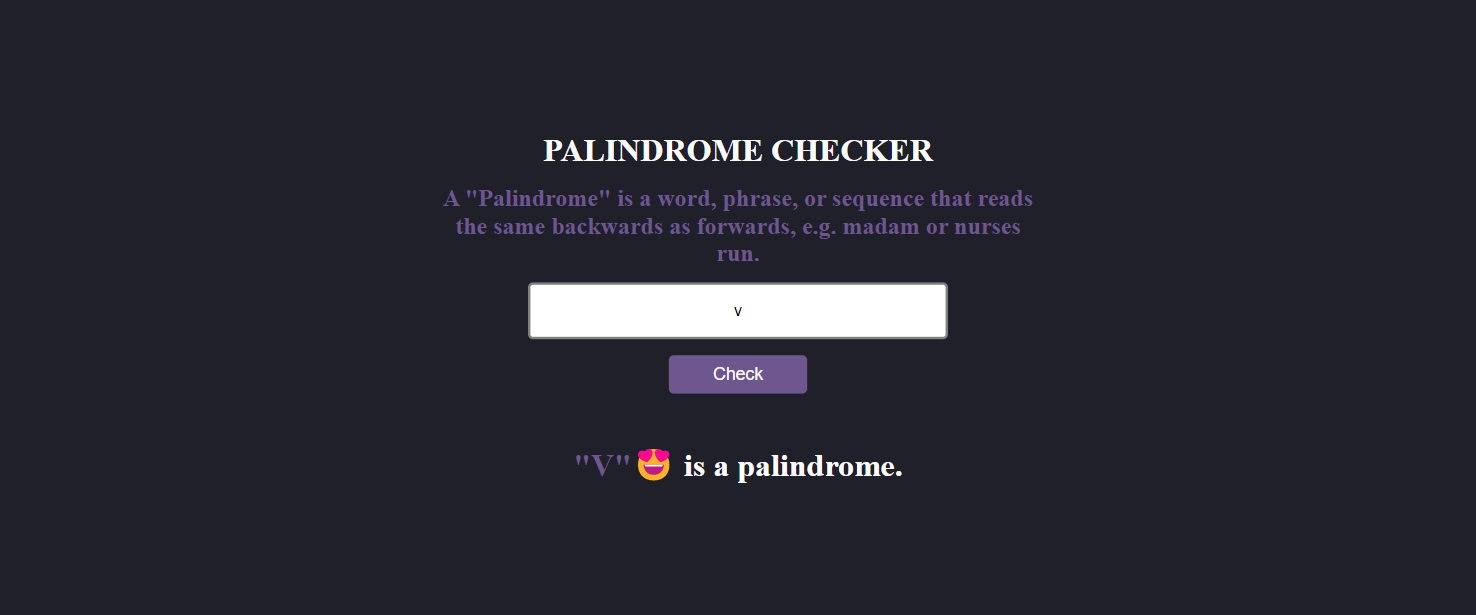 PALINDROME CHECKER
A "Palindrome" is a word, phrase, or sequence that reads
the same backwards as forwards, e.g. madam or nurses
run.
v
Check
"V"😍 is a palindrome.